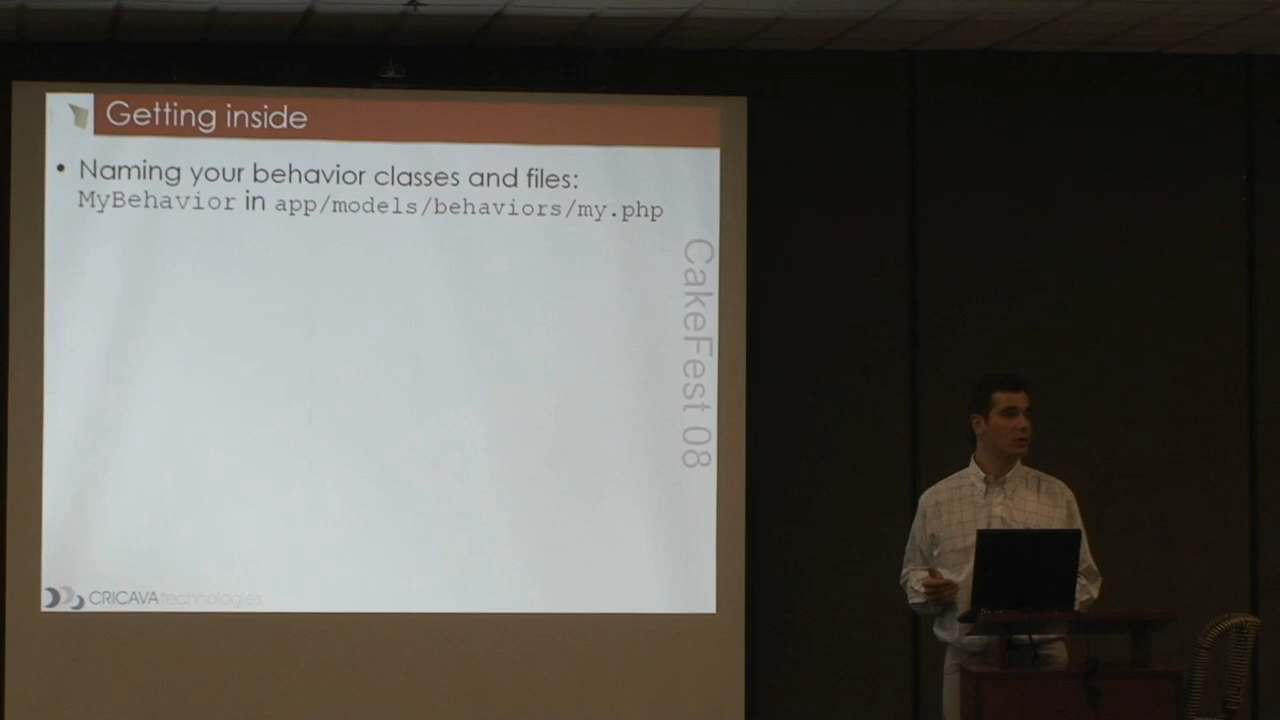 Getting inside
• Naming your behavior classes and files:
MyBehavior in app/models/behaviors/my.php
CakeFest 08
CRICAVA technologies